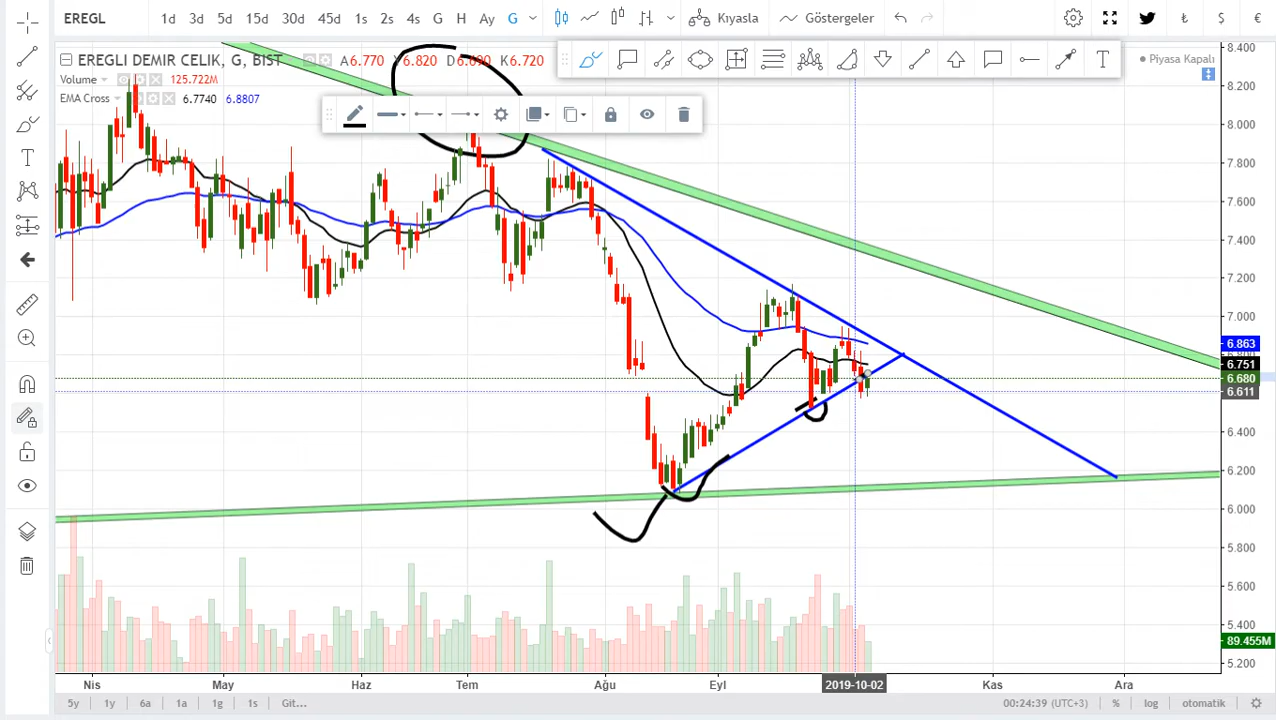 EREGL 1d 3d 5d 15d 30d 45d 1s 2s 4s G H Ay G Kıyasla Göstergeler ₺ $ €
EREGLI DEMIR CELIK, G, BIST A6.770 Y6.820 D6.690 K6.720
Volume 125.722M
EMA Cross 6.7740 6.8807
Piyasa Kapalı
8.400
8.200
8.000
7.800
7.600
7.400
7.200
7.000
6.863
6.751
6.680
6.611
6.400
6.200
6.000
5.800
5.600
5.400
89.455M
5.200
Nis May Haz Tem Ağu Eyl 2019-10-02 Kas Ara
5y 1y 6a 1a 1g 1s Git... 00:24:39 (UTC+3) % log otomatik